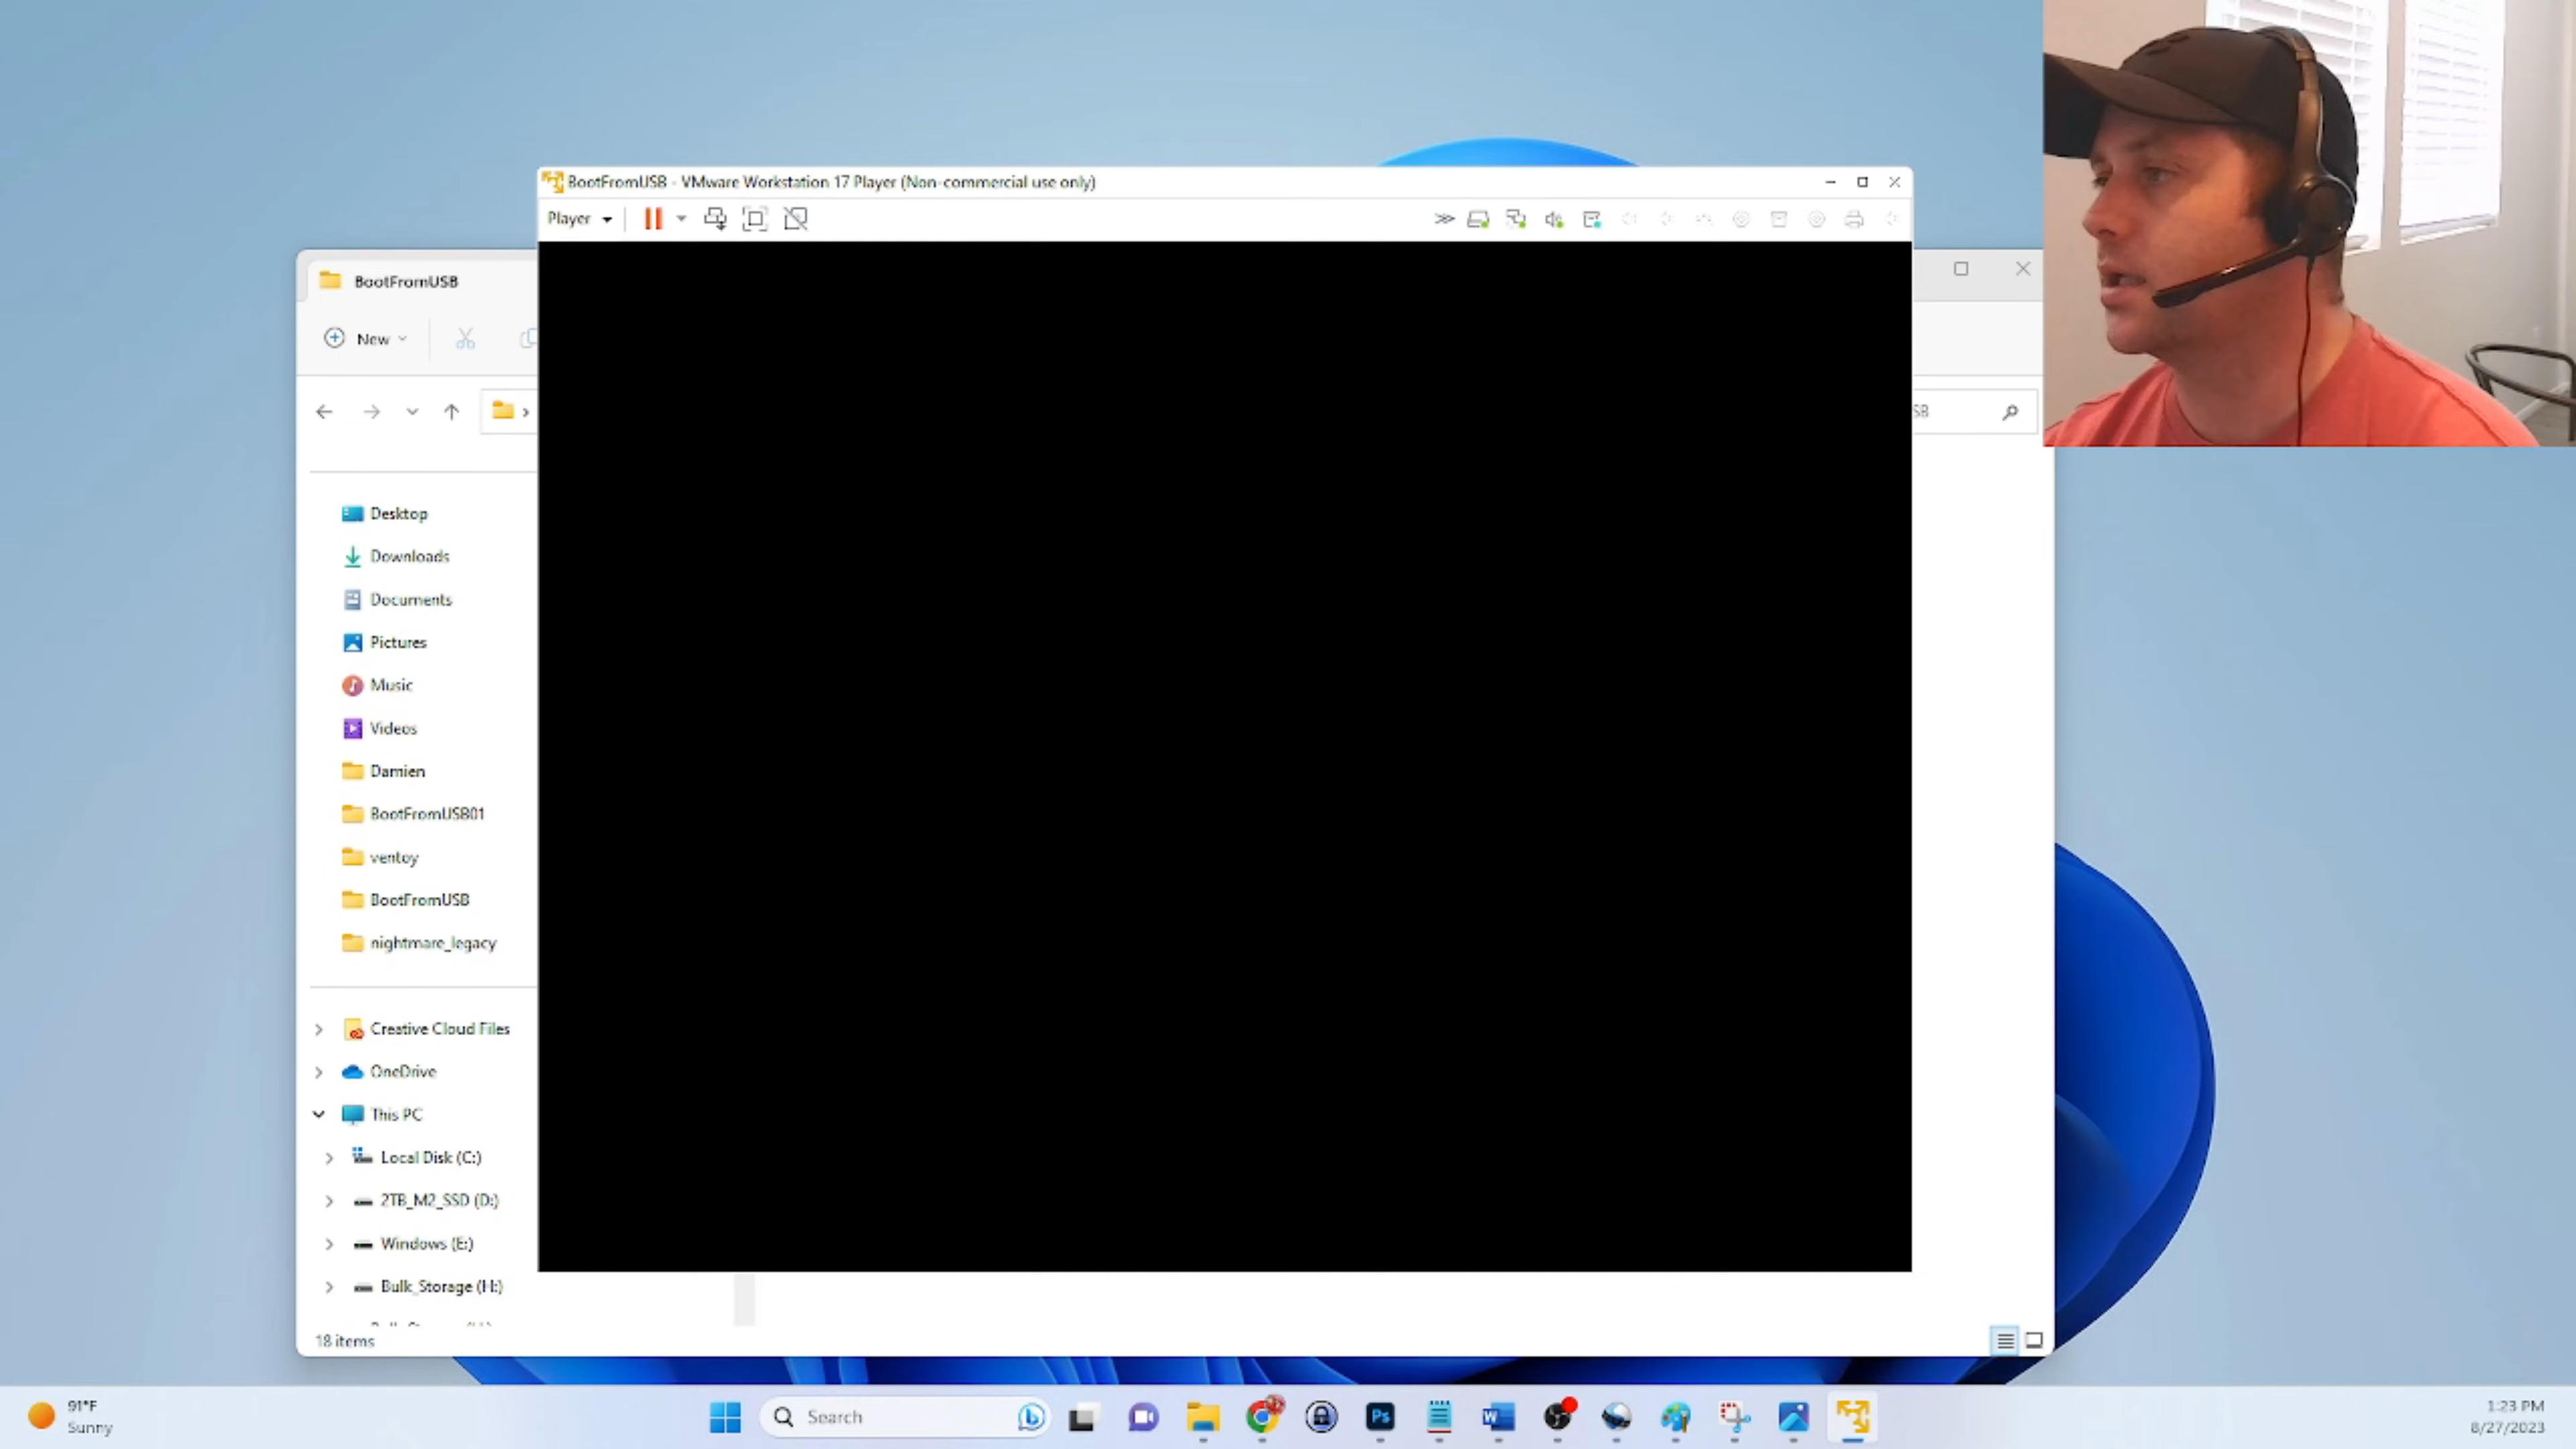 BootFromUSB - VMware Workstation 17 Player (Non-commercial use only)
Player
BootFromUSB
New
SB
Desktop
Downloads
Documents
Pictures
Music
Videos
Damien
BootFromUSB01
ventoy
BootFromUSB
nightmare_legacy
Creative Cloud Files
OneDrive
This PC
Local Disk (C:)
2TB_M2_SSD (D:)
Windows (E:)
Bulk_Storage (H:)
18 items
91°F
Sunny
Search
Ps
W
1:23 PM
8/27/2023